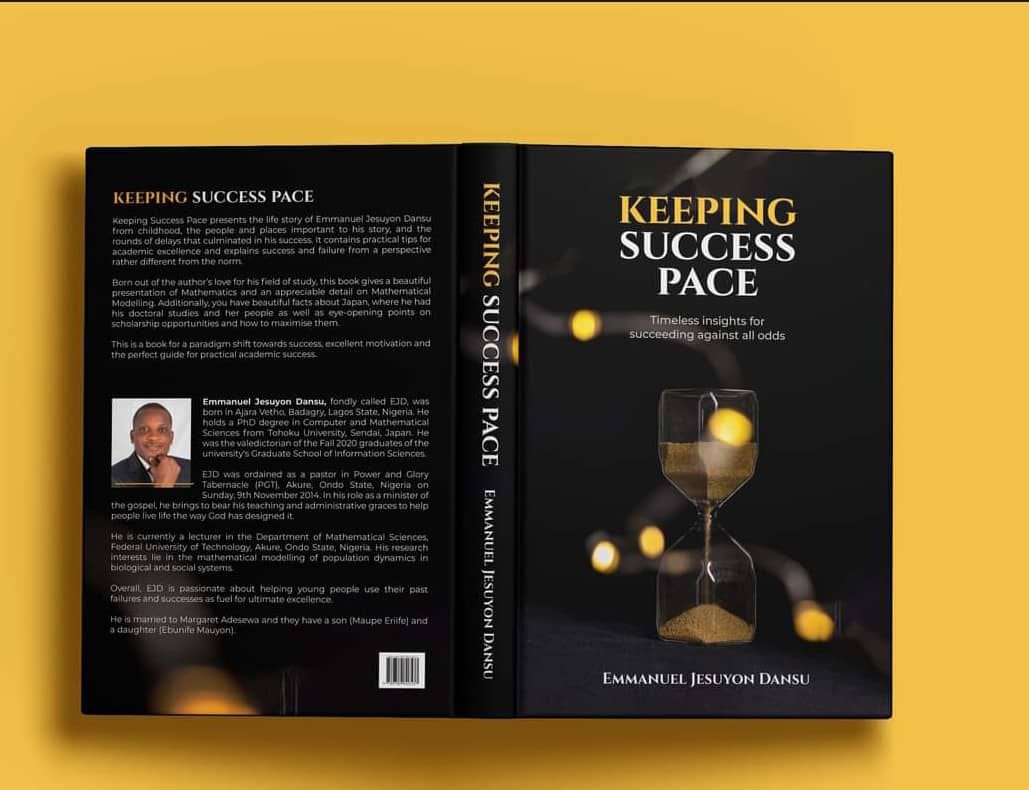 KEEPING SUCCESS PACE
Keeping Success Pace presents the life story of Emmanuel Jesuyon Dansu
from childhood, the people and places important to his story, and the
rounds of delays that culminated in his success. It contains practical tips for
academic excellence and explains success and failure from a perspective
rather different from the norm.
Born out of the author's love for his field of study, this book gives a beautiful
presentation of Mathematics and an appreciable detail on Mathematical
Modelling. Additionally, you have beautiful facts about Japan, where he had
his doctoral studies and her people as well as eye-opening points on
scholarship opportunities and how to maximise them.
This is a book for a paradigm shift towards success, excellent motivation and
the perfect guide for practical academic success.
Emmanuel Jesuyon Dansu, fondly called EJD, was
born in Ajara Vetho, Badagry, Lagos State, Nigeria. He
holds a PhD degree in Computer and Mathematical
Sciences from Tohoku University, Sendai, Japan. He
was the valedictorian of the Fall 2020 graduates of the
university's Graduate School of Information Sciences.
EJD was ordained as a pastor in Power and Glory
Tabernacle (PGT), Akure, Ondo State, Nigeria on
Sunday, 9th November 2014. In his role as a minister of
the gospel, he brings to bear his teaching and administrative graces to help
people live life the way God has designed it.
He is currently a lecturer in the Department of Mathematical Sciences,
Federal University of Technology, Akure, Ondo State, Nigeria. His research
interests lie in the mathematical modelling of population dynamics in
biological and social systems.
Overall, EJD is passionate about helping young people use their past
failures and successes as fuel for ultimate excellence.
He is married to Margaret Adesewa and they have a son (Maupe Eriife) and
a daughter (Ebunife Mauyon).
KEEPING SUCCESS PACE EMMANUEL JESUYON DANSU
KEEPING
SUCCESS
PACE
Timeless insights for
succeeding against all odds
EMMANUEL JESUYON DANSU